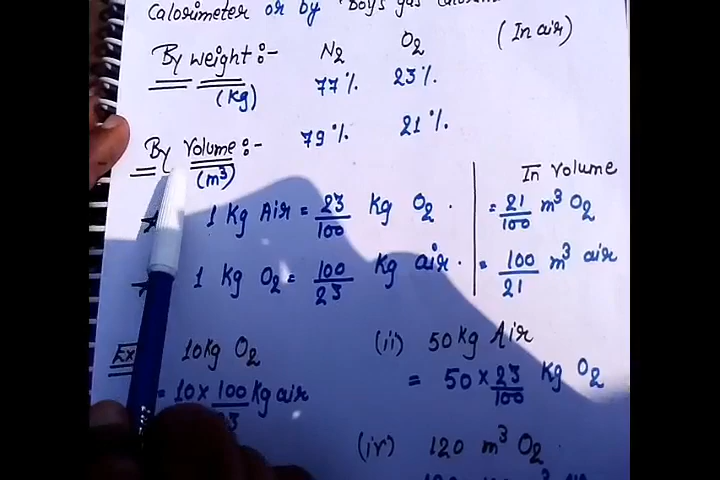 Calorimeter or by Boys gas
By weight :- N2 O2 (In air)
(Kg) 77% 23%
By Volume :- 79% 21%
(m³)
In volume
1 Kg Air = 23/100 Kg O2. = 21/100 m³ O2
1 Kg O2 = 100/23 Kg air. = 100/21 m³ air
Ex 10Kg O2 (ii) 50Kg Air
= 10 x 100/23 Kg air = 50 x 23/100 Kg O2
(iv) 120 m³ O2